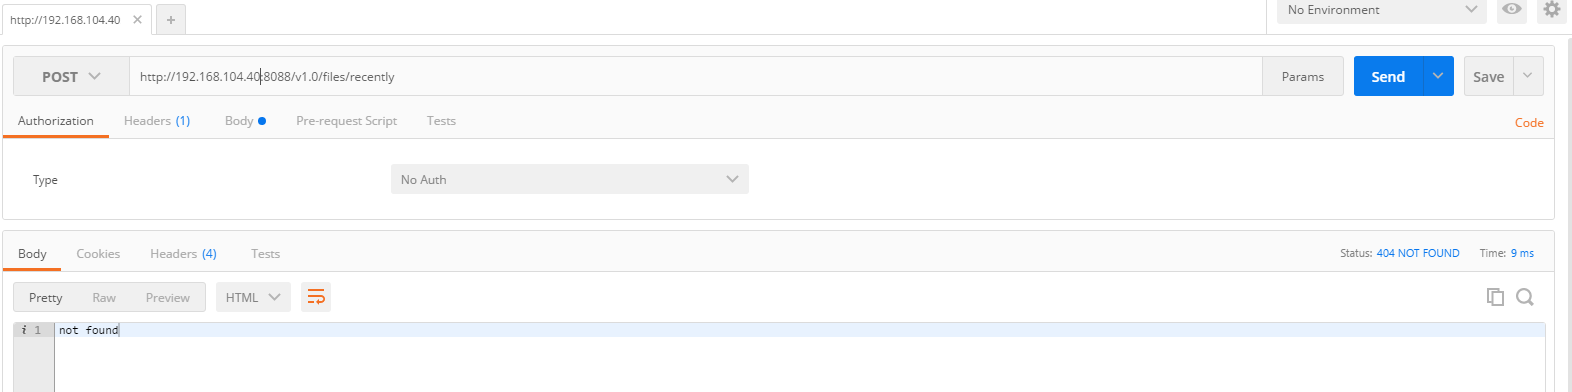 http://192.168.104.40
No Environment
POST http://192.168.104.40:8088/v1.0/files/recently Params Send Save
Authorization Headers (1) Body Pre-request Script Tests Code
Type No Auth
Body Cookies Headers (4) Tests Status: 404 NOT FOUND Time: 9 ms
Pretty Raw Preview HTML
i 1 not found